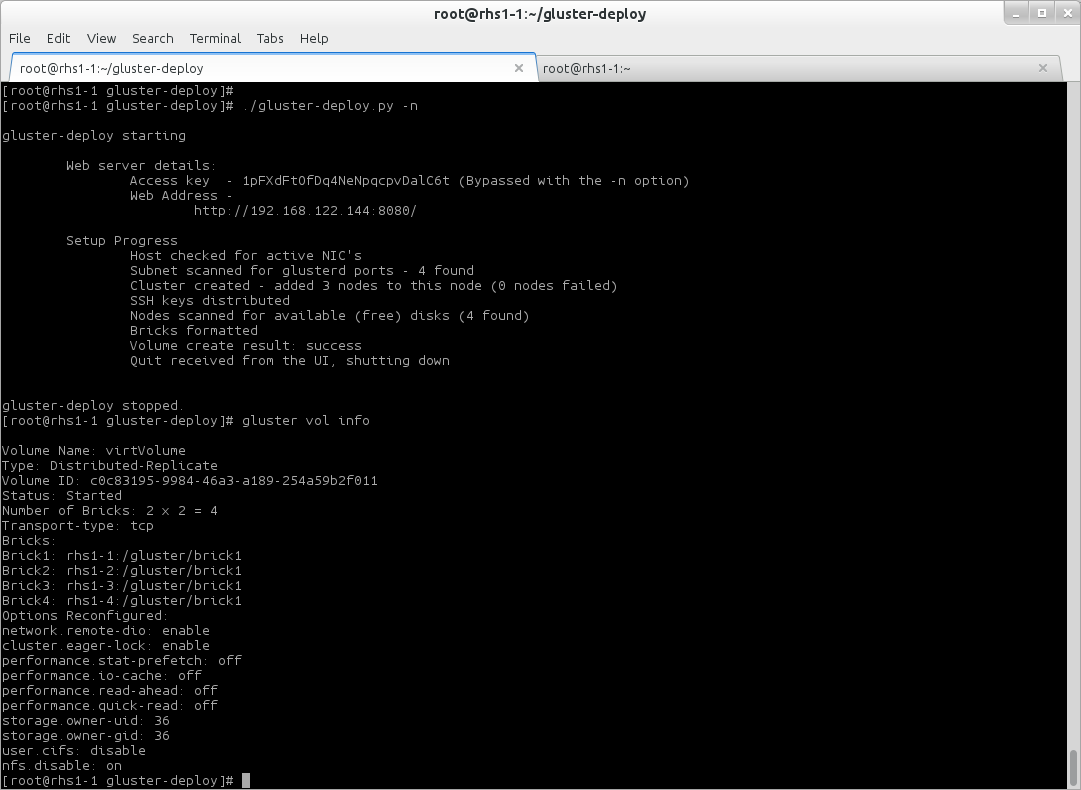 root@rhs1-1:~/gluster-deploy
File Edit View Search Terminal Tabs Help
root@rhs1-1:~/gluster-deploy root@rhs1-1:~
[root@rhs1-1 gluster-deploy]#
[root@rhs1-1 gluster-deploy]# ./gluster-deploy.py -n
gluster-deploy starting
Web server details:
Access key - 1pFXdFtOfDq4NeNpqcpvDalC6t (Bypassed with the -n option)
Web Address -
http://192.168.122.144:8080/
Setup Progress
Host checked for active NIC's
Subnet scanned for glusterd ports - 4 found
Cluster created - added 3 nodes to this node (0 nodes failed)
SSH keys distributed
Nodes scanned for available (free) disks (4 found)
Bricks formatted
Volume create result: success
Quit received from the UI, shutting down
gluster-deploy stopped.
[root@rhs1-1 gluster-deploy]# gluster vol info
Volume Name: virtVolume
Type: Distributed-Replicate
Volume ID: c0c83195-9984-46a3-a189-254a59b2f011
Status: Started
Number of Bricks: 2 x 2 = 4
Transport-type: tcp
Bricks:
Brick1: rhs1-1:/gluster/brick1
Brick2: rhs1-2:/gluster/brick1
Brick3: rhs1-3:/gluster/brick1
Brick4: rhs1-4:/gluster/brick1
Options Reconfigured:
network.remote-dio: enable
cluster.eager-lock: enable
performance.stat-prefetch: off
performance.io-cache: off
performance.read-ahead: off
performance.quick-read: off
storage.owner-uid: 36
storage.owner-gid: 36
user.cifs: disable
nfs.disable: on
[root@rhs1-1 gluster-deploy]#